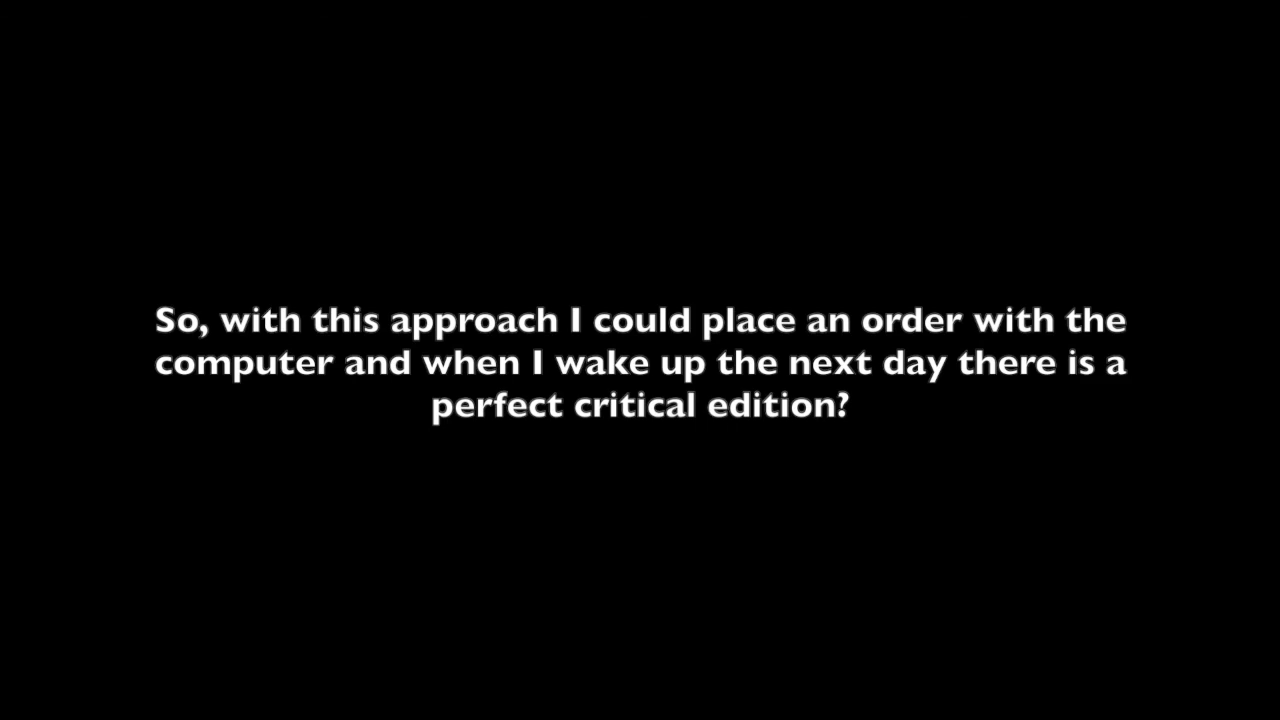 So, with this approach I could place an order with the
computer and when I wake up the next day there is a
perfect critical edition?